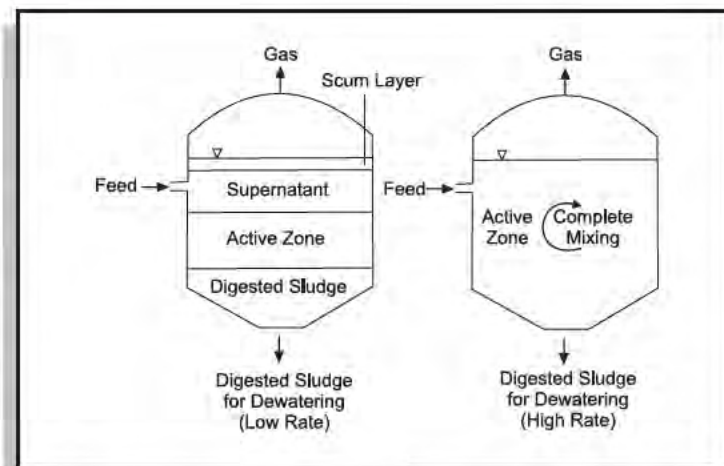 Gas
Scum Layer
Feed
Supernatant
Active Zone
Digested Sludge
Digested Sludge
for Dewatering
(Low Rate)
Gas
Feed
Active
Zone
Complete
Mixing
Digested Sludge
for Dewatering
(High Rate)